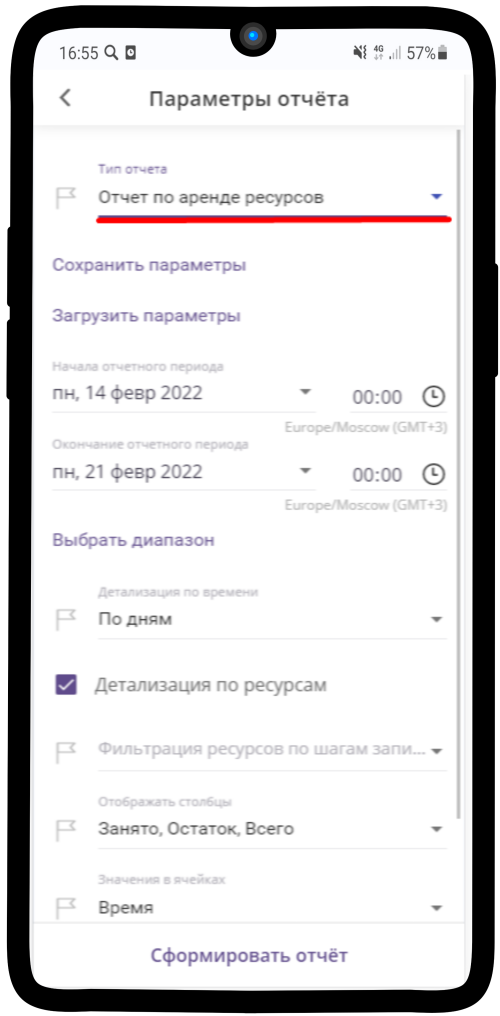 16:55 4G 57%
Параметры отчёта
Тип отчета
Отчет по аренде ресурсов
Сохранить параметры
Загрузить параметры
Начала отчетного периода
пн, 14 февр 2022 00:00
Europe/Moscow (GMT+3)
Окончание отчетного периода
пн, 21 февр 2022 00:00
Europe/Moscow (GMT+3)
Выбрать диапазон
Детализация по времени
По дням
Детализация по ресурсам
Фильтрация ресурсов по шагам запи...
Отображать столбцы
Занято, Остаток, Всего
Значения в ячейках
Время
Сформировать отчёт